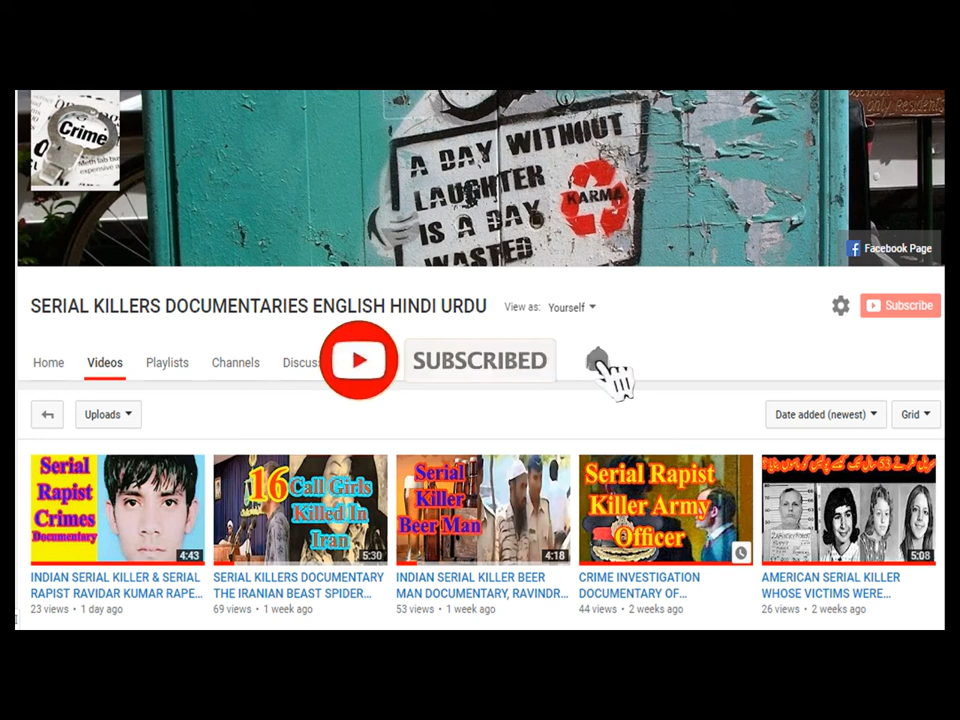 Crime
Meth lab
expensive
A DAY WITHOUT
LAUGHTER
IS A DAY
WASTED
KARMA
only Residents
Facebook Page
SERIAL KILLERS DOCUMENTARIES ENGLISH HINDI URDU
View as: Yourself
Subscribe
Home Videos Playlists Channels Discuss
SUBSCRIBED
Uploads
Date added (newest) Grid
Serial
Rapist
Crimes
Documentary
4:43
INDIAN SERIAL KILLER & SERIAL
RAPIST RAVIDAR KUMAR RAPE...
23 views • 1 day ago
16 Call Girls
Killed In
Iran
5:30
SERIAL KILLERS DOCUMENTARY
THE IRANIAN BEAST SPIDER...
69 views • 1 week ago
Serial
Killer
Beer Man
4:18
INDIAN SERIAL KILLER BEER
MAN DOCUMENTARY, RAVINDR...
53 views • 1 week ago
Serial Rapist
Killer Army
Officer
CRIME INVESTIGATION
DOCUMENTARY OF...
44 views • 2 weeks ago
5:08
AMERICAN SERIAL KILLER
WHOSE VICTIMS WERE...
26 views • 2 weeks ago